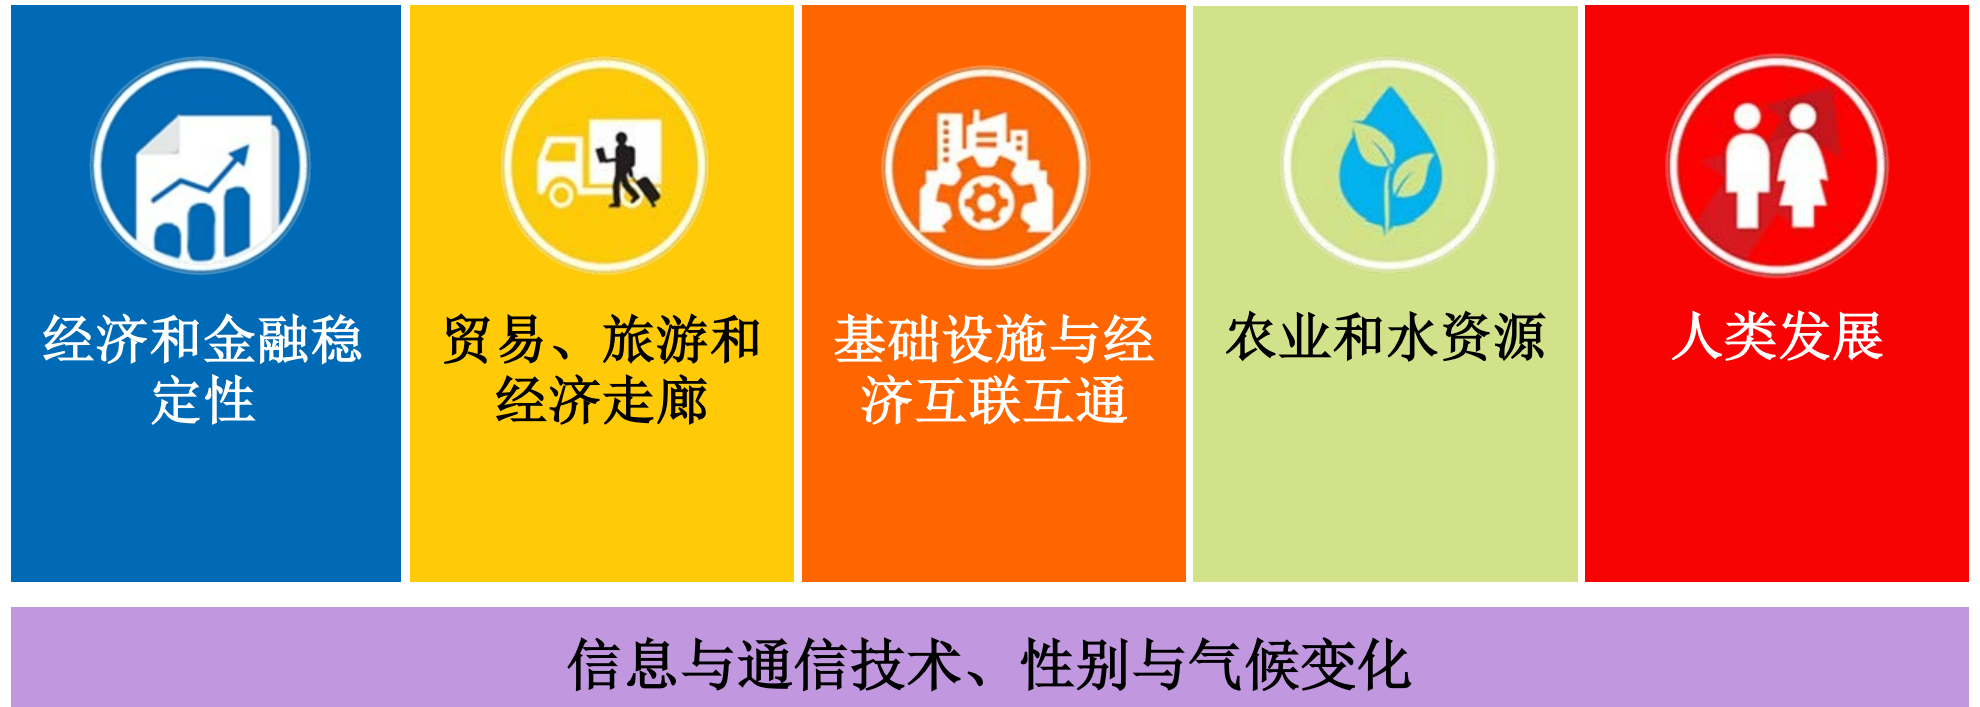 经济和金融稳
定性
贸易、旅游和
经济走廊
基础设施与经
济互联互通
农业和水资源
人类发展
信息与通信技术、性别与气候变化